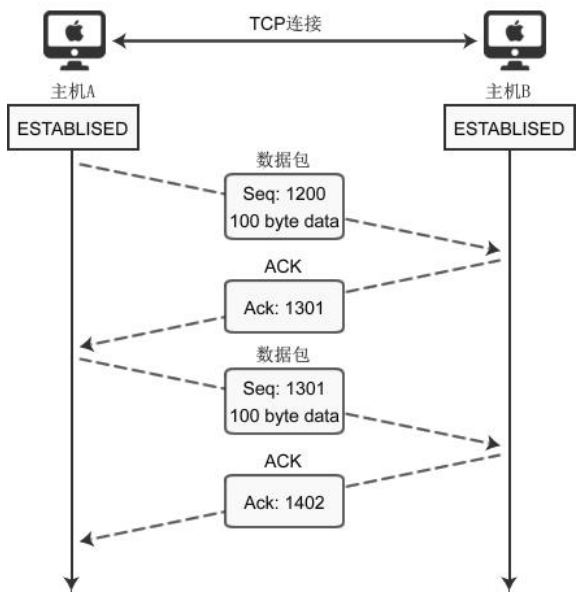 TCP连接
主机A
主机B
ESTABLISED
ESTABLISED
数据包
Seq: 1200
100 byte data
ACK
Ack: 1301
数据包
Seq: 1301
100 byte data
ACK
Ack: 1402